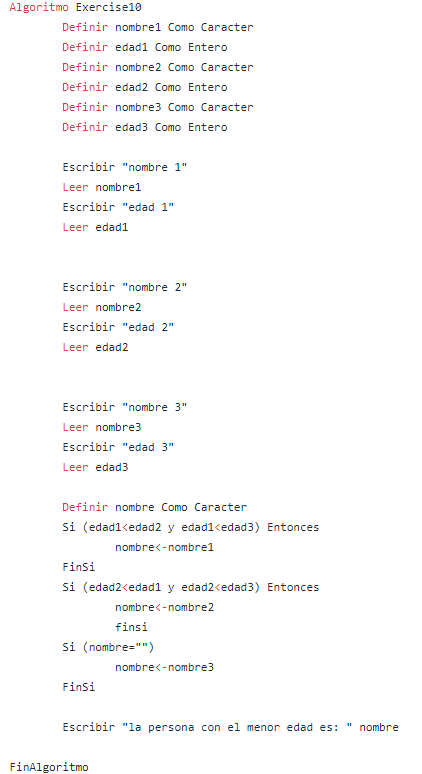 Algoritmo Exercise10
Definir nombre1 Como Caracter
Definir edad1 Como Entero
Definir nombre2 Como Caracter
Definir edad2 Como Entero
Definir nombre3 Como Caracter
Definir edad3 Como Entero
Escribir "nombre 1"
Leer nombre1
Escribir "edad 1"
Leer edad1
Escribir "nombre 2"
Leer nombre2
Escribir "edad 2"
Leer edad2
Escribir "nombre 3"
Leer nombre3
Escribir "edad 3"
Leer edad3
Definir nombre Como Caracter
Si (edad1<edad2 y edad1<edad3) Entonces
nombre<-nombre1
FinSi
Si (edad2<edad1 y edad2<edad3) Entonces
nombre<-nombre2
finsi
Si (nombre="")
nombre<-nombre3
FinSi
Escribir "la persona con el menor edad es: " nombre
FinAlgoritmo